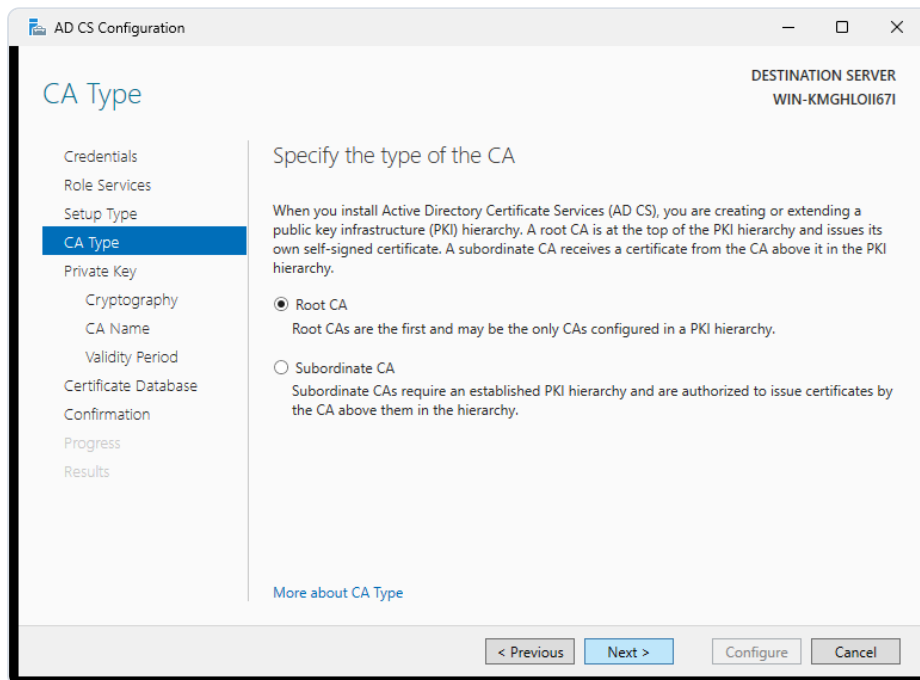 AD CS Configuration
CA Type
DESTINATION SERVER
WIN-KMGHLOII67I
Credentials
Role Services
Setup Type
CA Type
Private Key
Cryptography
CA Name
Validity Period
Certificate Database
Confirmation
Progress
Results
Specify the type of the CA
When you install Active Directory Certificate Services (AD CS), you are creating or extending a
public key infrastructure (PKI) hierarchy. A root CA is at the top of the PKI hierarchy and issues its
own self-signed certificate. A subordinate CA receives a certificate from the CA above it in the PKI
hierarchy.
Root CA
Root CAs are the first and may be the only CAs configured in a PKI hierarchy.
Subordinate CA
Subordinate CAs require an established PKI hierarchy and are authorized to issue certificates by
the CA above them in the hierarchy.
More about CA Type
< Previous
Next >
Configure
Cancel